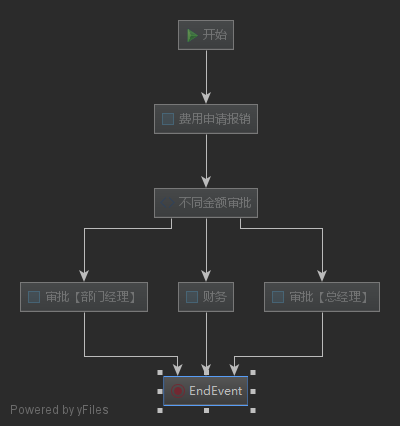 开始
费用申请报销
不同金额审批
审批【部门经理】
财务
审批【总经理】
EndEvent
Powered by yFiles